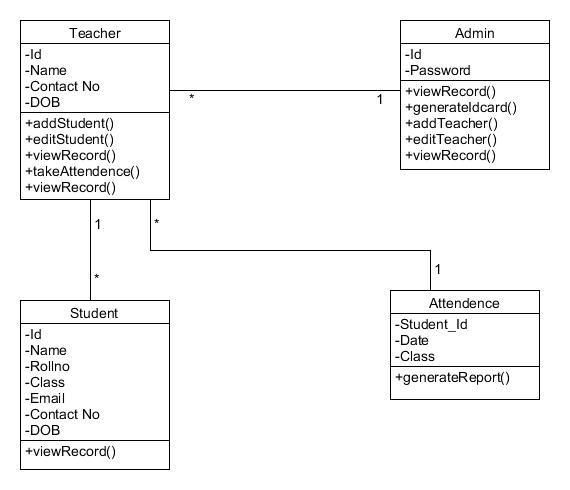 Teacher
-Id
-Name
-Contact No
-DOB
+addStudent()
+editStudent()
+viewRecord()
+takeAttendence()
+viewRecord()
Admin
-Id
-Password
+viewRecord()
+generateIdcard()
+addTeacher()
+editTeacher()
+viewRecord()
*
1
1
*
*
1
Student
-Id
-Name
-Rollno
-Class
-Email
-Contact No
-DOB
+viewRecord()
Attendence
-Student_Id
-Date
-Class
+generateReport()